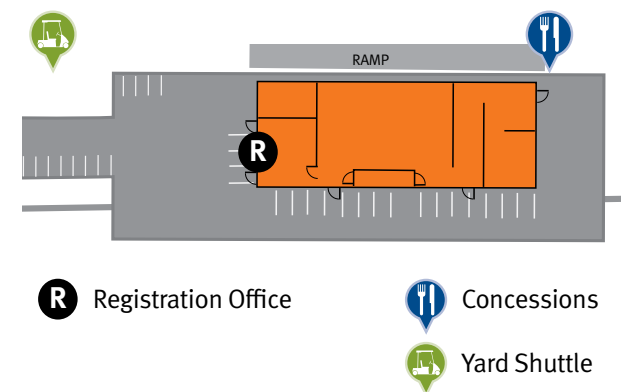 RAMP
R
R Registration Office
Concessions
Yard Shuttle